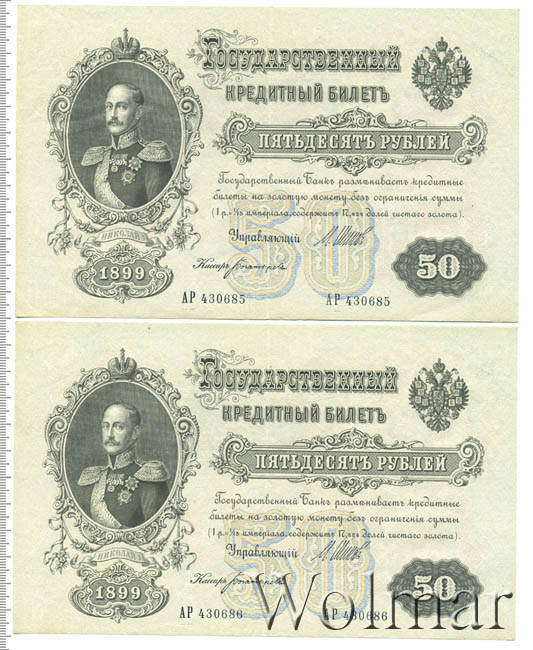 Государственный
Кредитный Билетъ
Пятьдесятъ Рублей
Государственный Банкъ размѣниваетъ кредитные
билеты на золотую монету безъ ограниченія суммы
(1 р.=1/15 имперіала, содержитъ 17,424 долей чистаго золота).
Управляющій
Николай I
1899
Кассиръ
50
50
АР 430685
АР 430685
Государственный
Кредитный Билетъ
Пятьдесятъ Рублей
Государственный Банкъ размѣниваетъ кредитные
билеты на золотую монету безъ ограниченія суммы
(1 р.=1/15 имперіала, содержитъ 17,424 долей чистаго золота).
Управляющій
Николай I
1899
Кассиръ
50
50
АР 430686
АР 430686
Wolmar